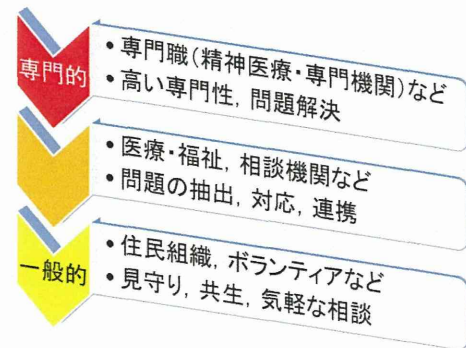 専門的
・専門職(精神医療・専門機関)など
・高い専門性, 問題解決
・医療・福祉, 相談機関など
・問題の抽出, 対応, 連携
一般的
・住民組織, ボランティアなど
・見守り, 共生, 気軽な相談